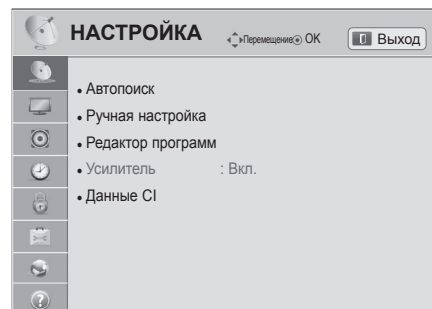 НАСТРОЙКА
Перемещение OK
Выход
Автопоиск
Ручная настройка
Редактор программ
Усилитель : Вкл.
Данные CI